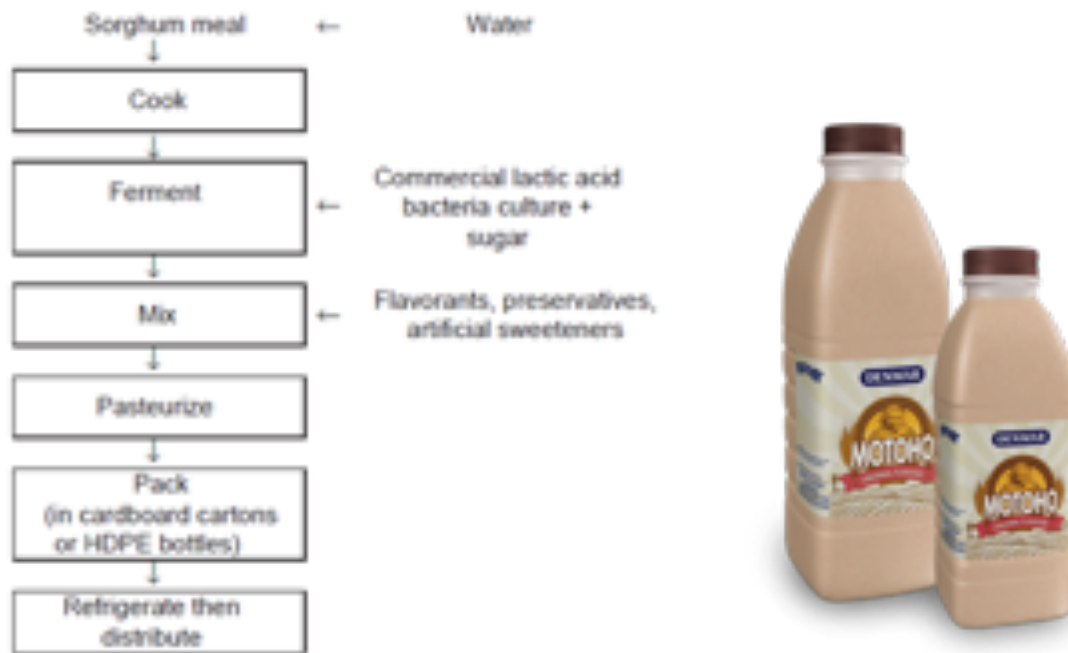 Sorghum meal ← Water
↓
Cook
↓
Ferment
← Commercial lactic acid
bacteria culture +
sugar
↓
Mix
← Flavorants, preservatives,
artificial sweeteners
↓
Pasteurize
↓
Pack
(in cardboard cartons
or HDPE bottles)
↓
Refrigerate then
distribute
DENMAR
MOTOHO
DENMAR
MOTOHO